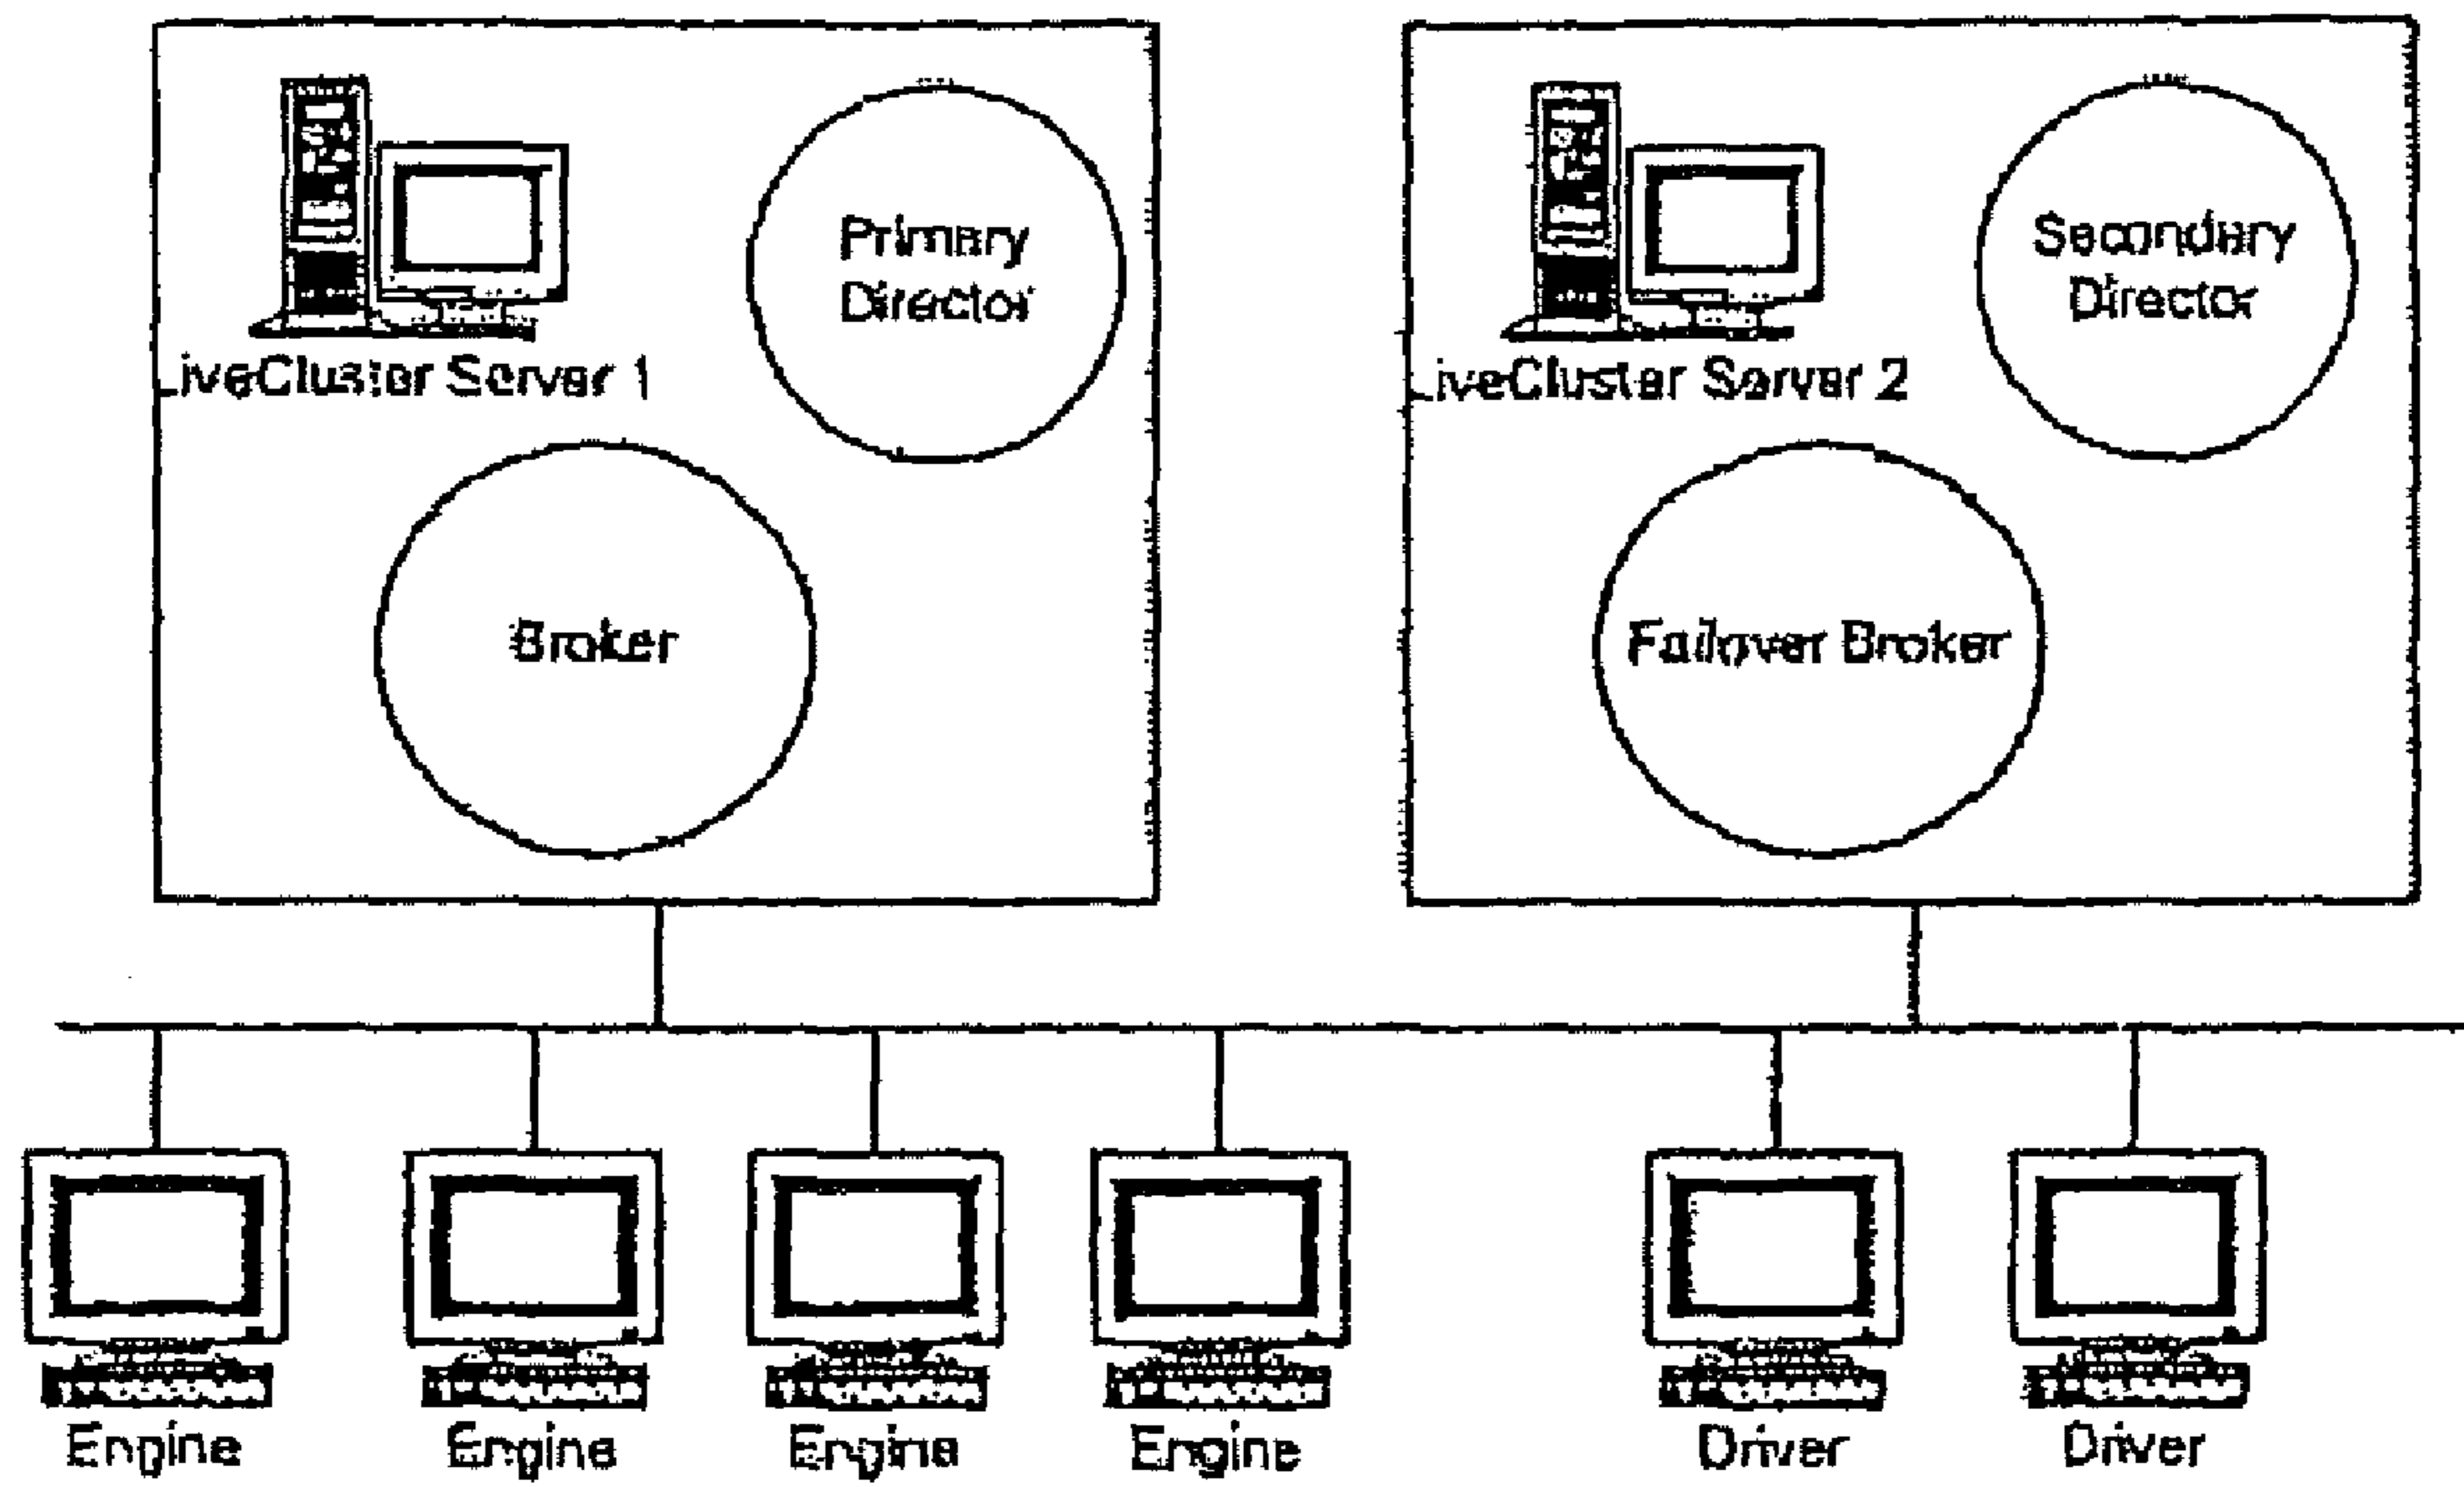 Primary
Director
LiveCluster Server 1
Broker
Secondary
Director
LiveCluster Server 2
Failover Broker
Engine
Engine
Engine
Engine
Driver
Driver